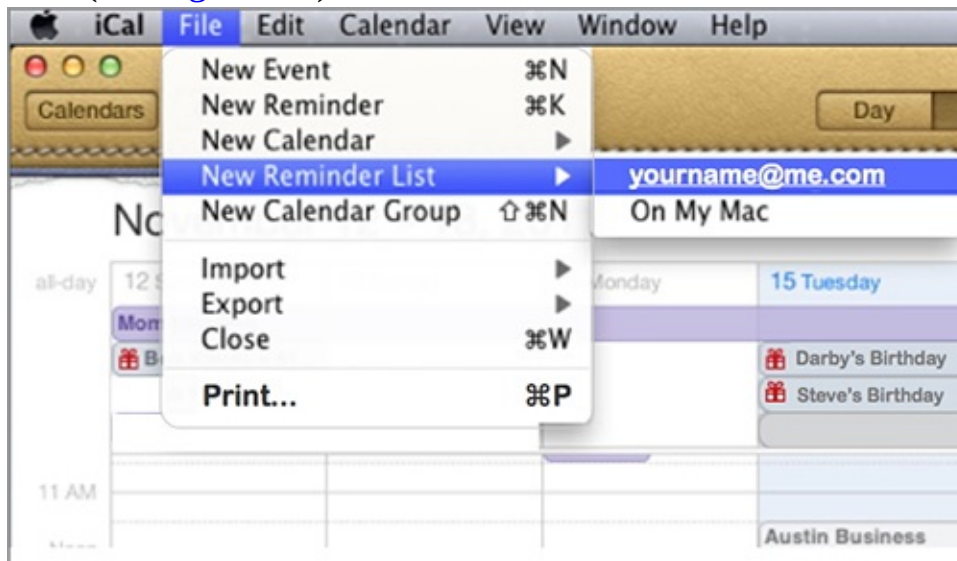 iCal File Edit Calendar View Window Help
New Event ⌘N
Calendars New Reminder ⌘K Day
New Calendar ▶
New Reminder List ▶ yourname@me.com
New Calendar Group ⇧⌘N On My Mac
Import ▶
all-day 12 Monday 15 Tuesday
Export ▶
Close ⌘W
Darby's Birthday
Print... ⌘P Steve's Birthday
11 AM
Noon
Austin Business